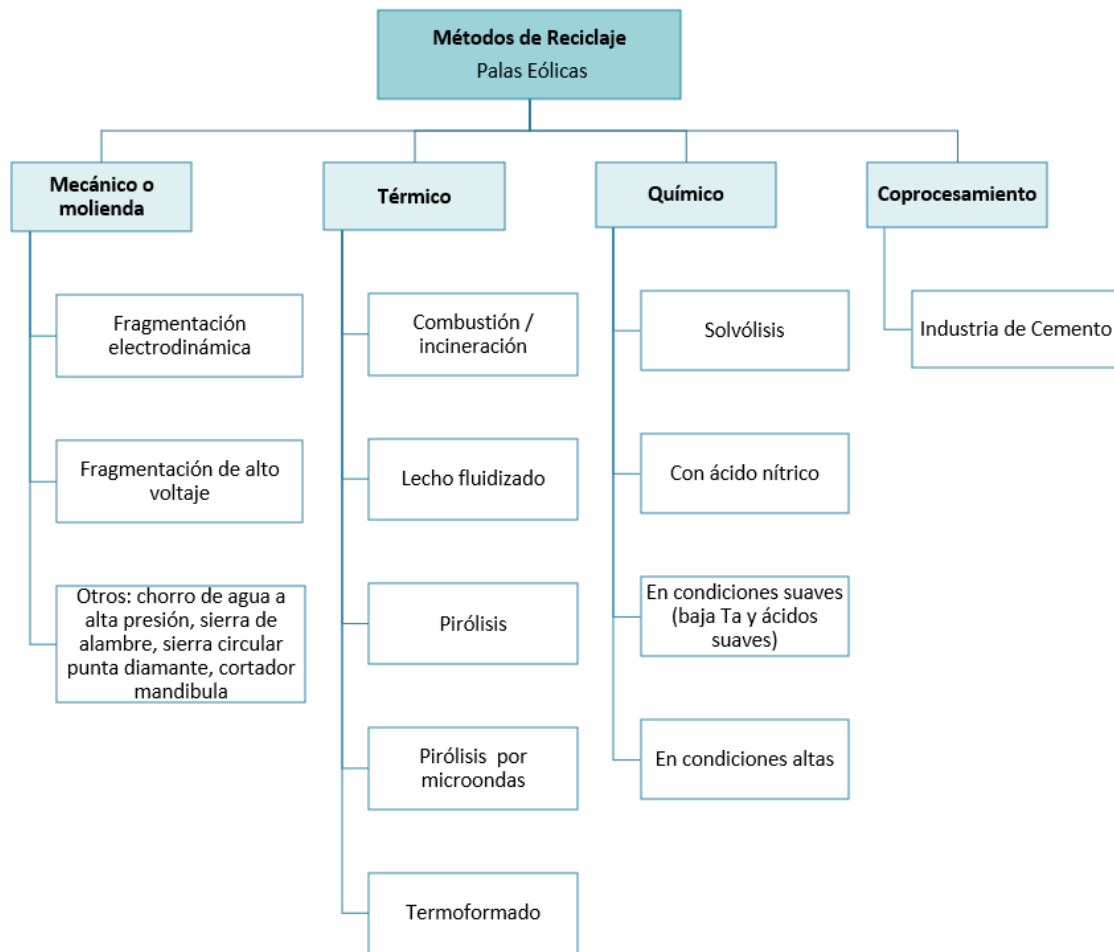 Métodos de Reciclaje
Palas Eólicas
Mecánico o
molienda
Fragmentación
electrodinámica
Fragmentación de alto
voltaje
Otros: chorro de agua a
alta presión, sierra de
alambre, sierra circular
punta diamante, cortador
mandibula
Térmico
Combustión /
incineración
Lecho fluidizado
Pirólisis
Pirólisis por
microondas
Termoformado
Químico
Solvólisis
Con ácido nítrico
En condiciones suaves
(baja Ta y ácidos
suaves)
En condiciones altas
Coprocesamiento
Industria de Cemento